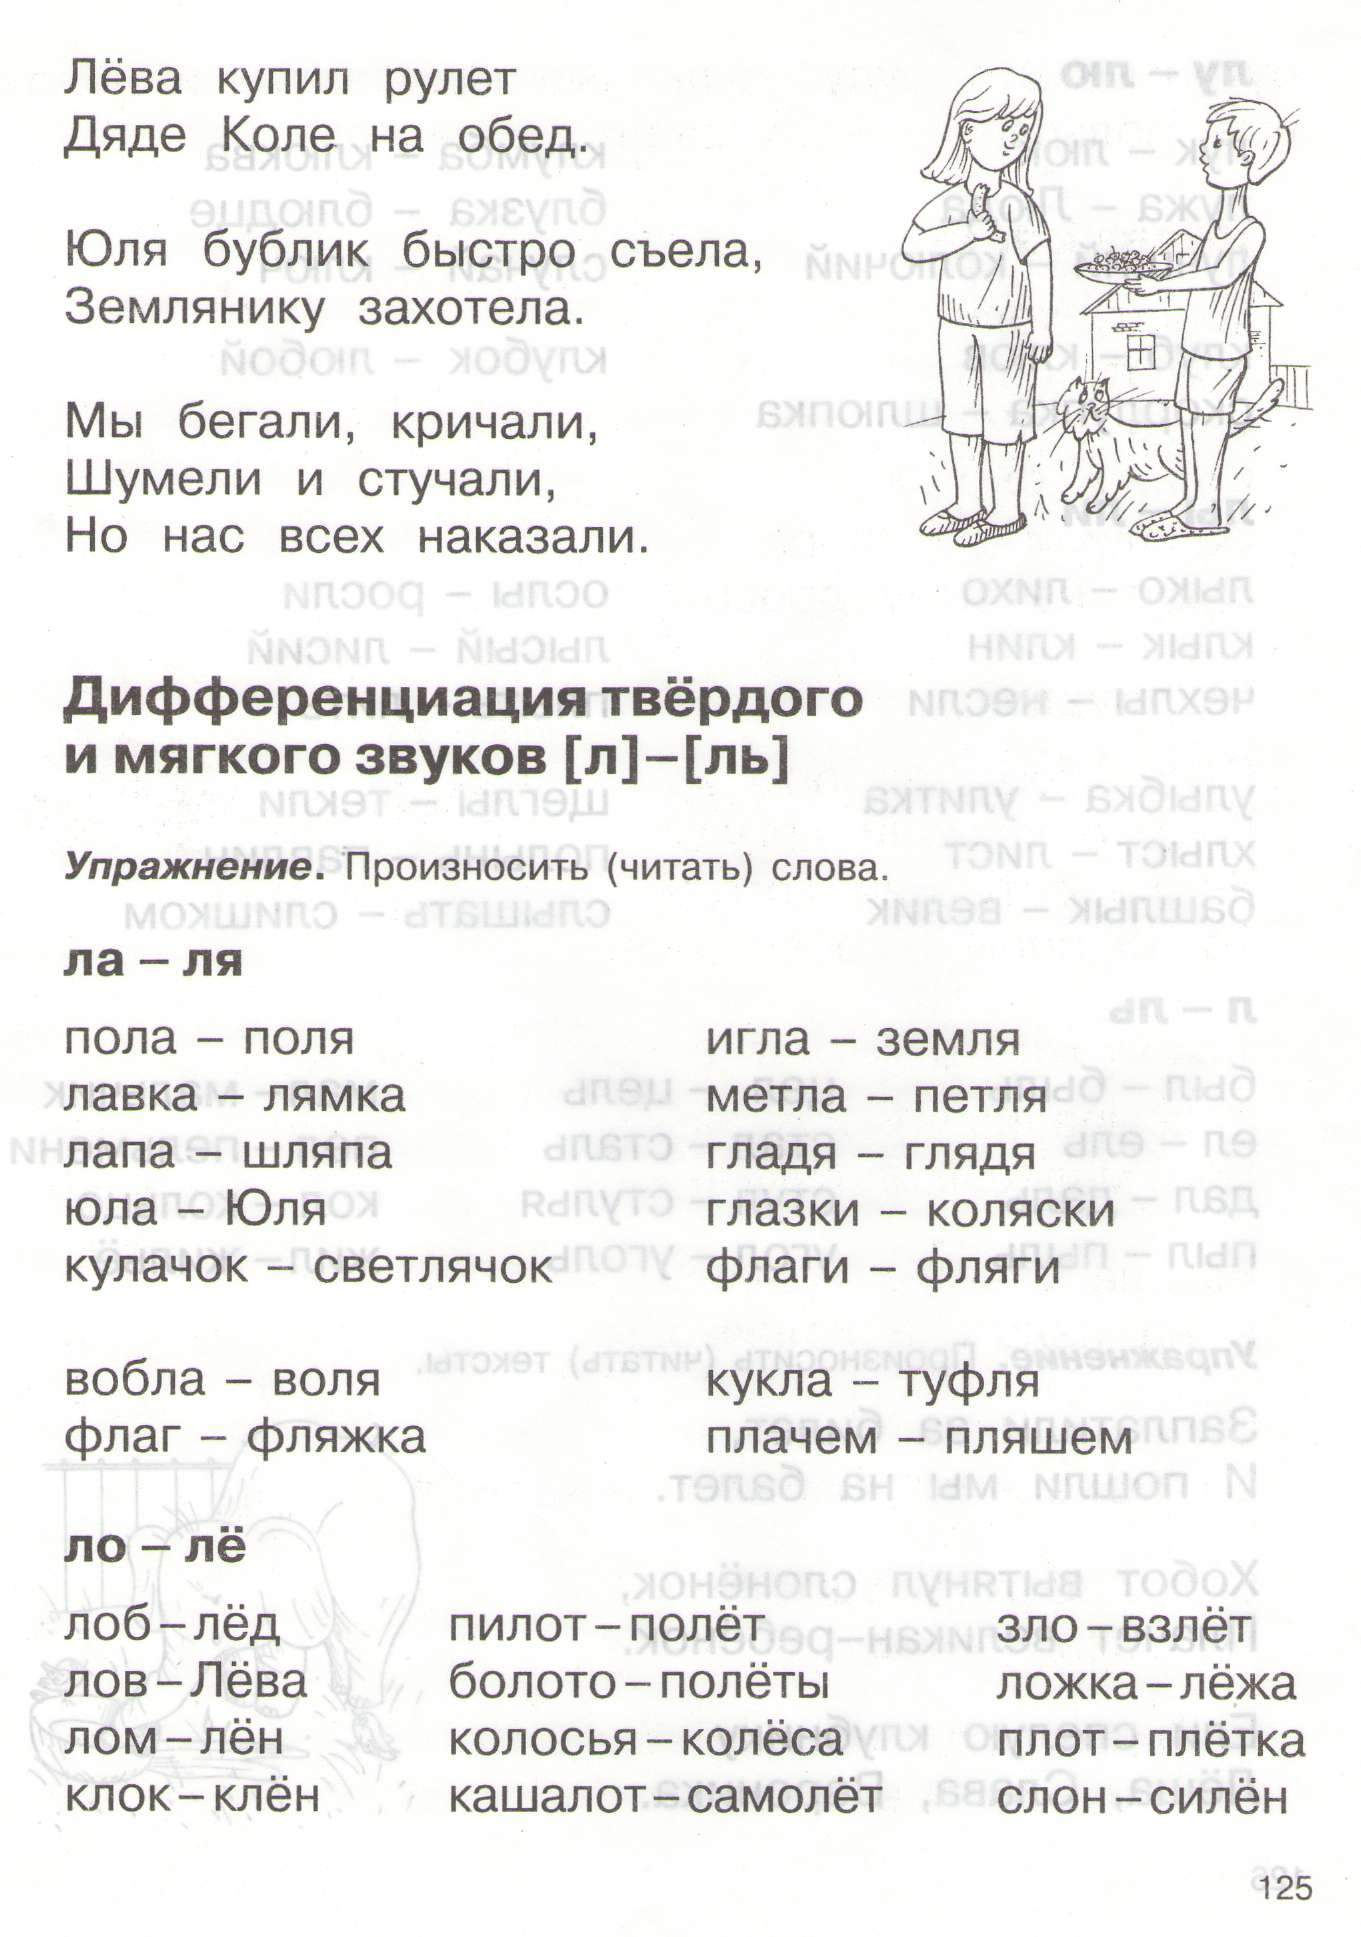 Лёва купил рулет
Дяде Коле на обед.
Юля бублик быстро съела,
Землянику захотела.
Мы бегали, кричали,
Шумели и стучали,
Но нас всех наказали.
Дифференциация твёрдого
и мягкого звуков [л]–[ль]
Упражнение. Произносить (читать) слова.
ла – ля
пола – поля
лавка – лямка
лапа – шляпа
юла – Юля
кулачок – светлячок
игла – земля
метла – петля
гладя – глядя
глазки – коляски
флаги – фляги
вобла – воля
флаг – фляжка
кукла – туфля
плачем – пляшем
ло – лё
лоб – лёд
лов – Лёва
лом – лён
клок – клён
пилот – полёт
болото – полёты
колосья – колёса
кашалот – самолёт
зло – взлёт
ложка – лёжа
плот – плётка
слон – силён
125